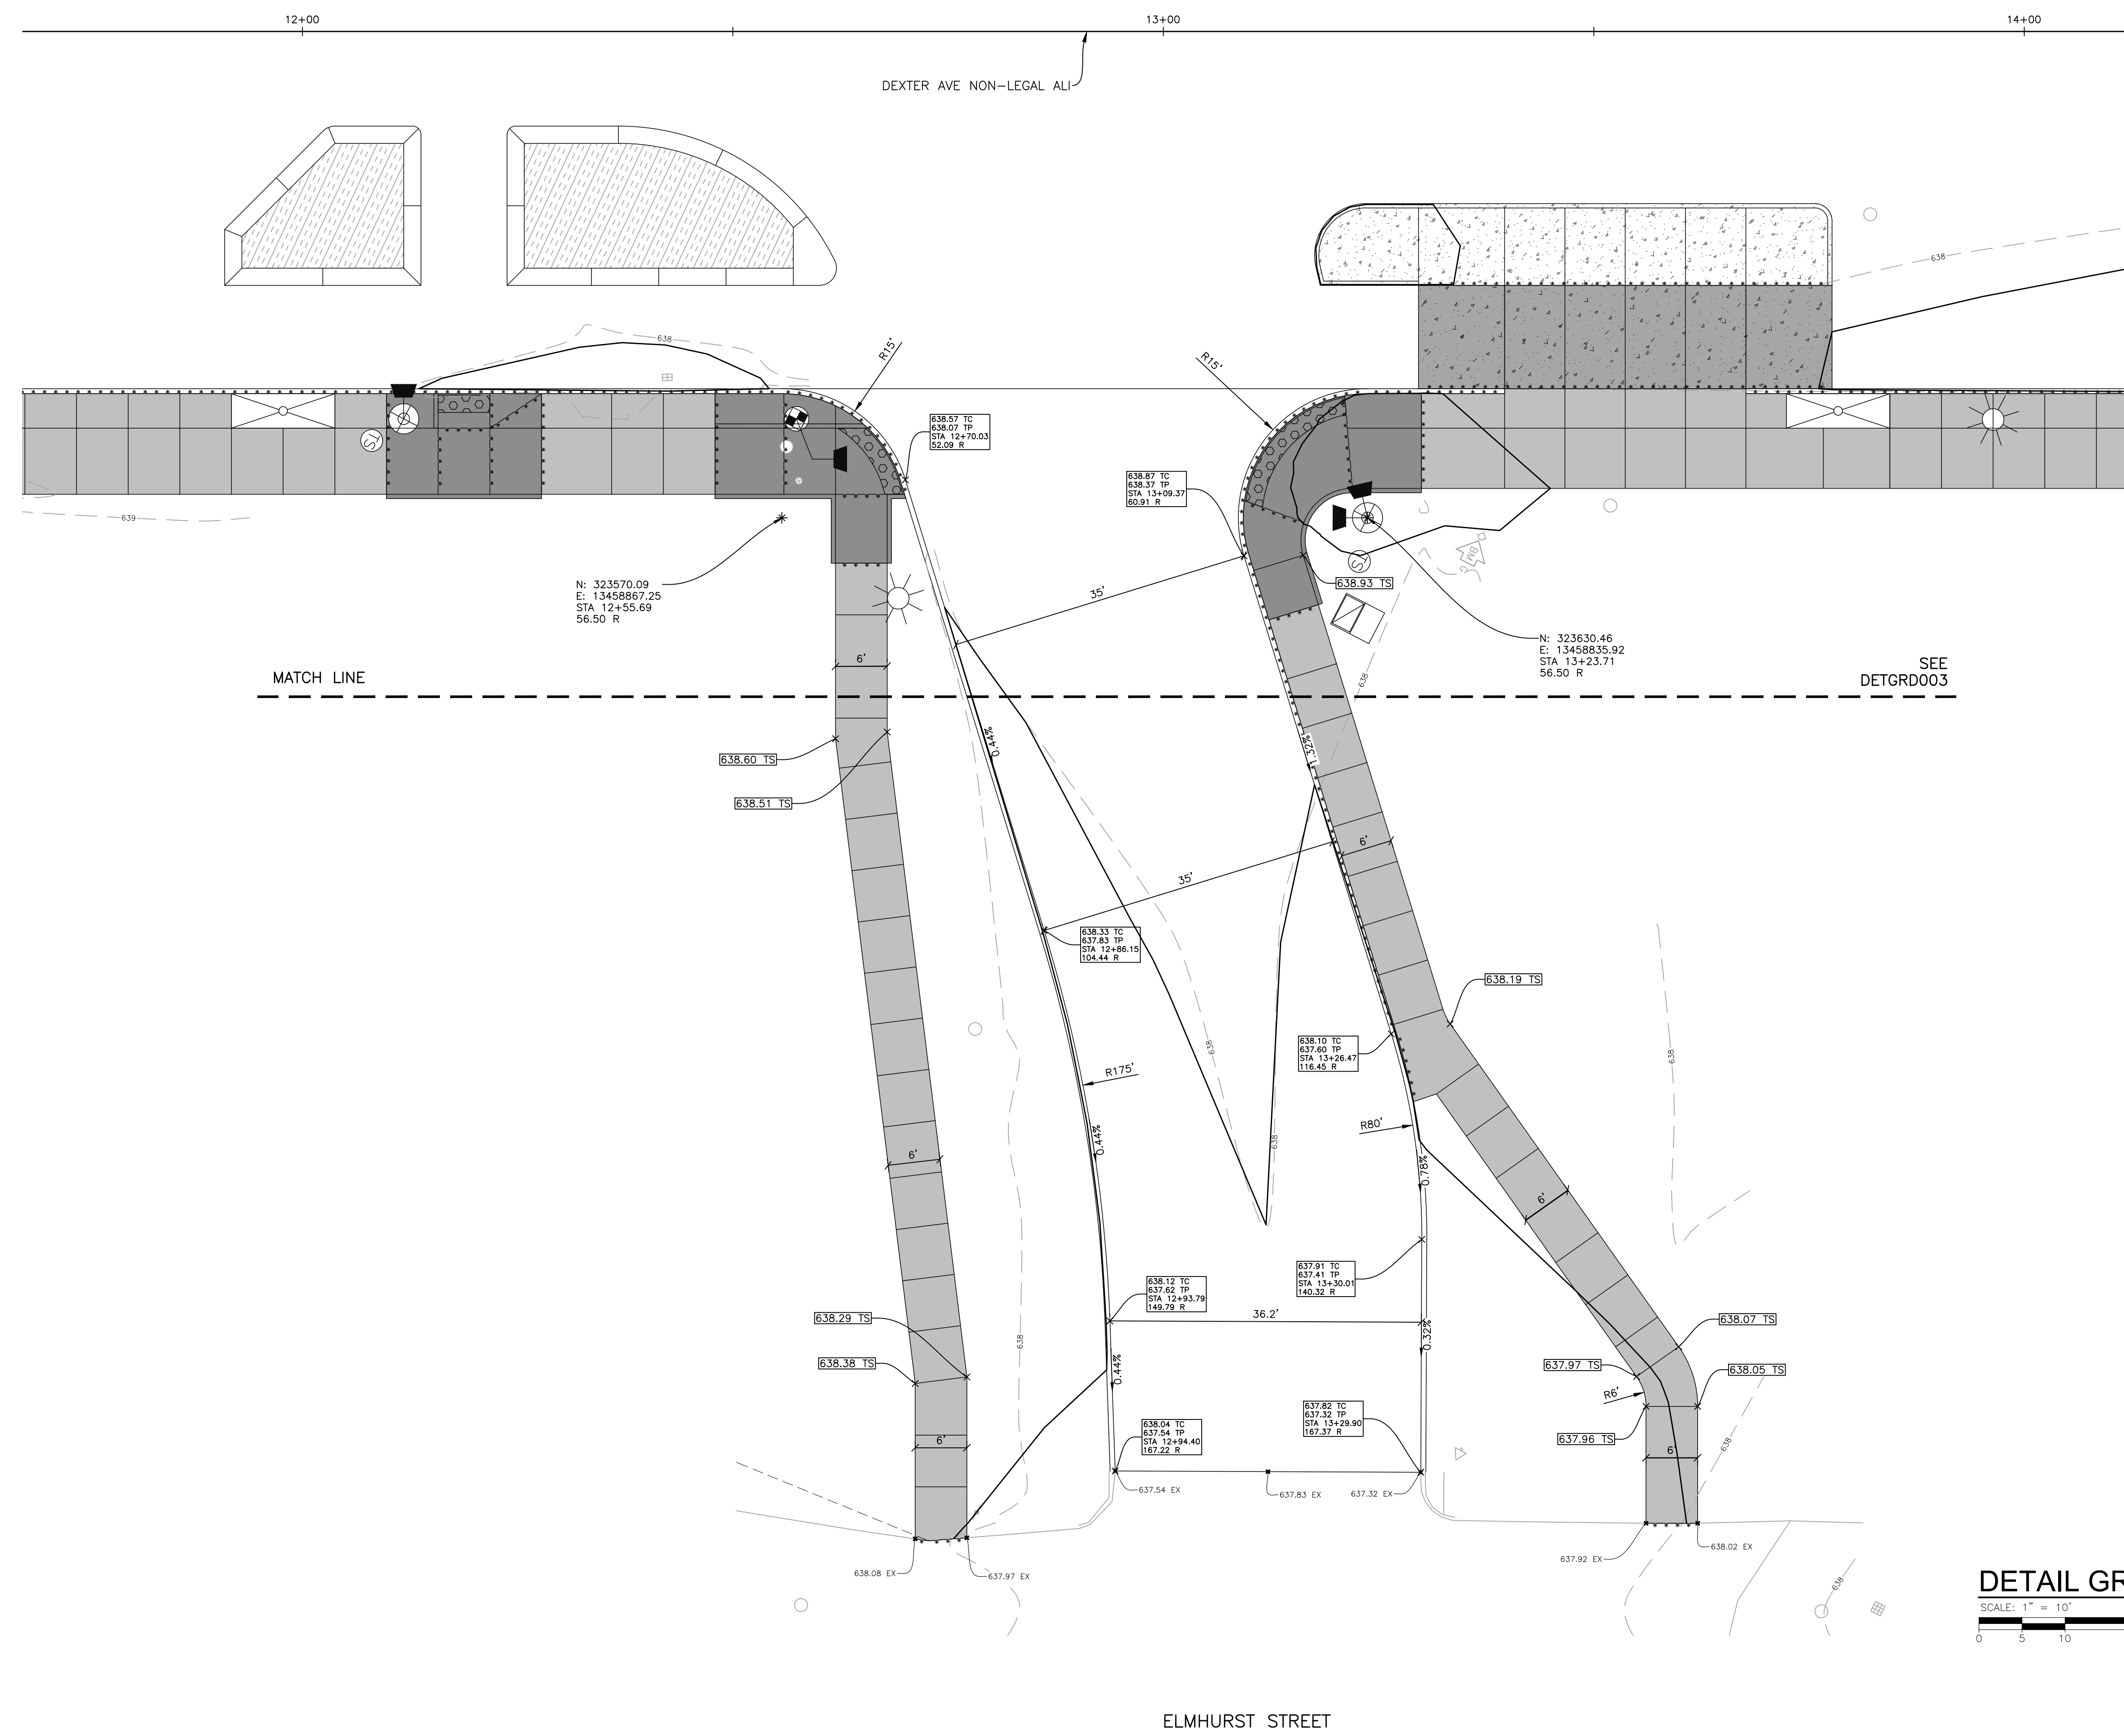 12+00
13+00
14+00
DEXTER AVE NON-LEGAL ALI
638
638
R15'
R15'
638.57 TC
638.07 TP
STA 12+70.03
52.09 R
ST
638.87 TC
638.37 TP
STA 13+09.37
60.91 R
639
BM
ST
N: 323570.09
E: 13458867.25
STA 12+55.69
56.50 R
638.93 TS
35'
N: 323630.46
E: 13458835.92
STA 13+23.71
56.50 R
6'
MATCH LINE
SEE
DETGRD003
638
0.44%
1.32%
638.60 TS
638.51 TS
6'
35'
638.33 TC
637.83 TP
STA 12+86.15
104.44 R
638.19 TS
638.10 TC
637.60 TP
STA 13+26.47
116.45 R
638
638
R175'
R80'
0.44%
638
6'
0.78%
6'
637.91 TC
637.41 TP
STA 13+30.01
140.32 R
638.12 TC
637.62 TP
STA 12+93.79
149.79 R
36.2'
638.29 TS
638.07 TS
0.32%
638
638.38 TS
0.44%
637.97 TS
638.05 TS
R6'
637.82 TC
637.32 TP
STA 13+29.90
167.37 R
638.04 TC
637.54 TP
STA 12+94.40
167.22 R
637.96 TS
6'
6'
638
637.54 EX
637.83 EX
637.32 EX
638.08 EX
637.97 EX
637.92 EX
638.02 EX
638
DETAIL GR
SCALE: 1" = 10'
0 5 10
ELMHURST STREET